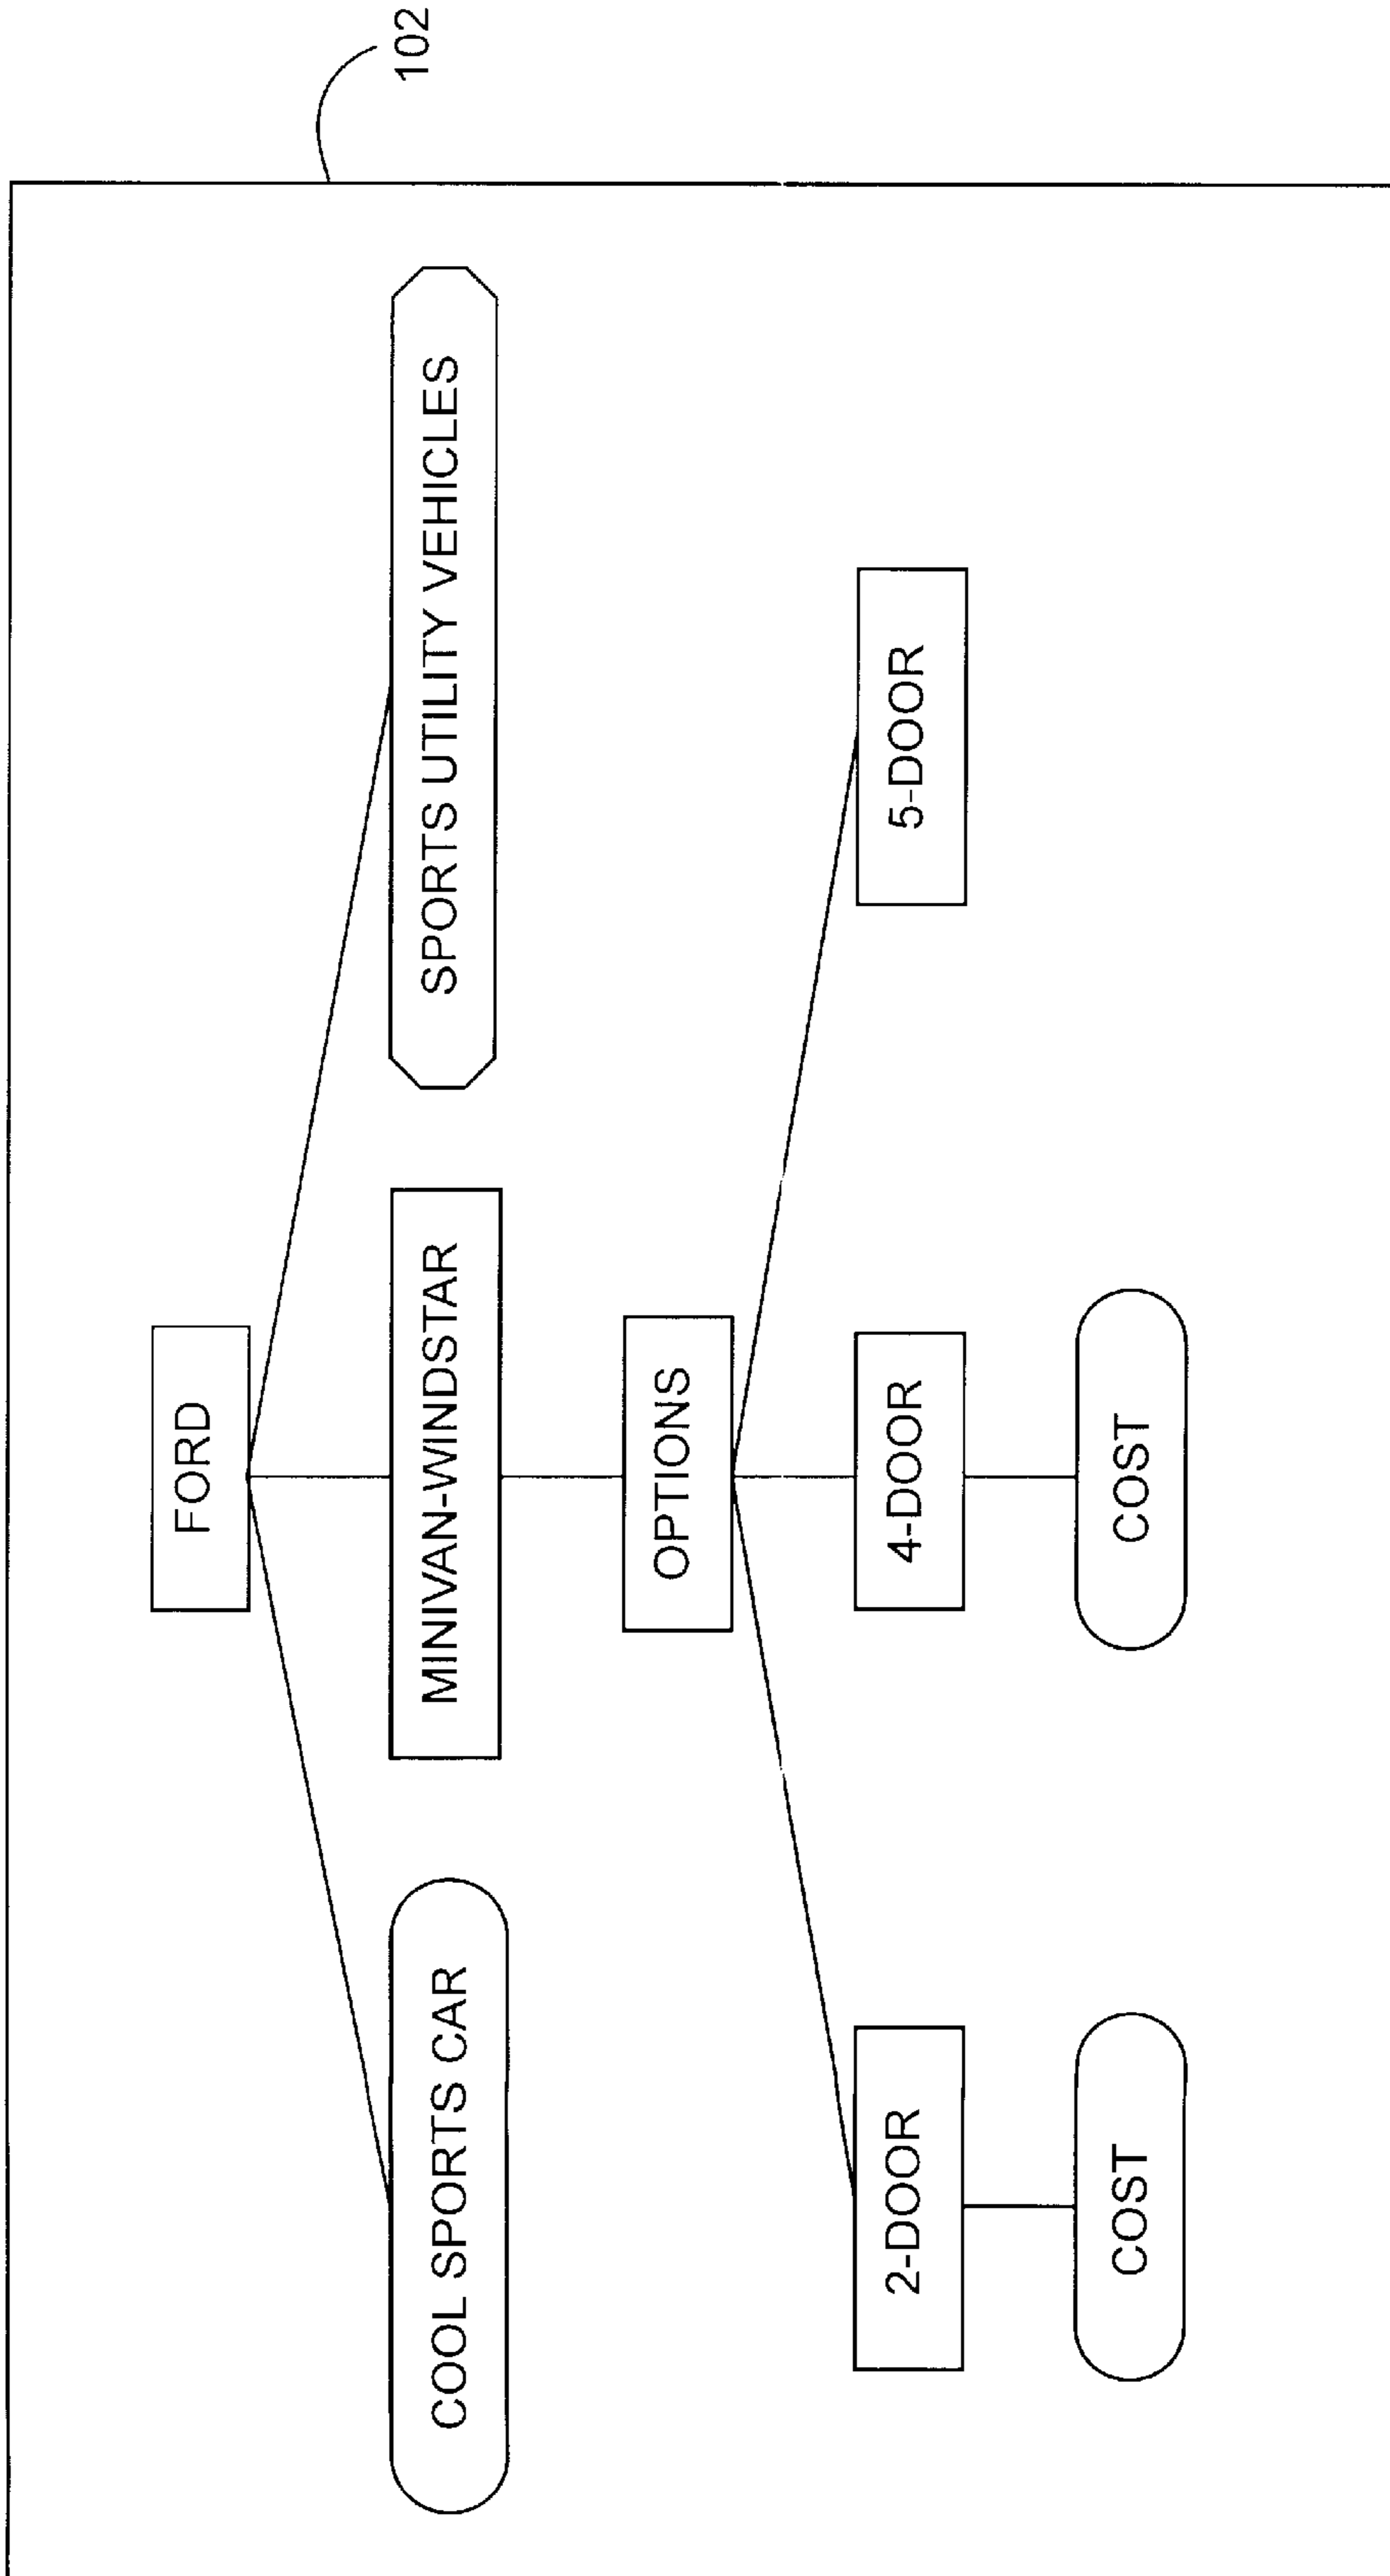 102
FORD
COOL SPORTS CAR
MINIVAN-WINDSTAR
SPORTS UTILITY VEHICLES
OPTIONS
2-DOOR
4-DOOR
5-DOOR
COST
COST